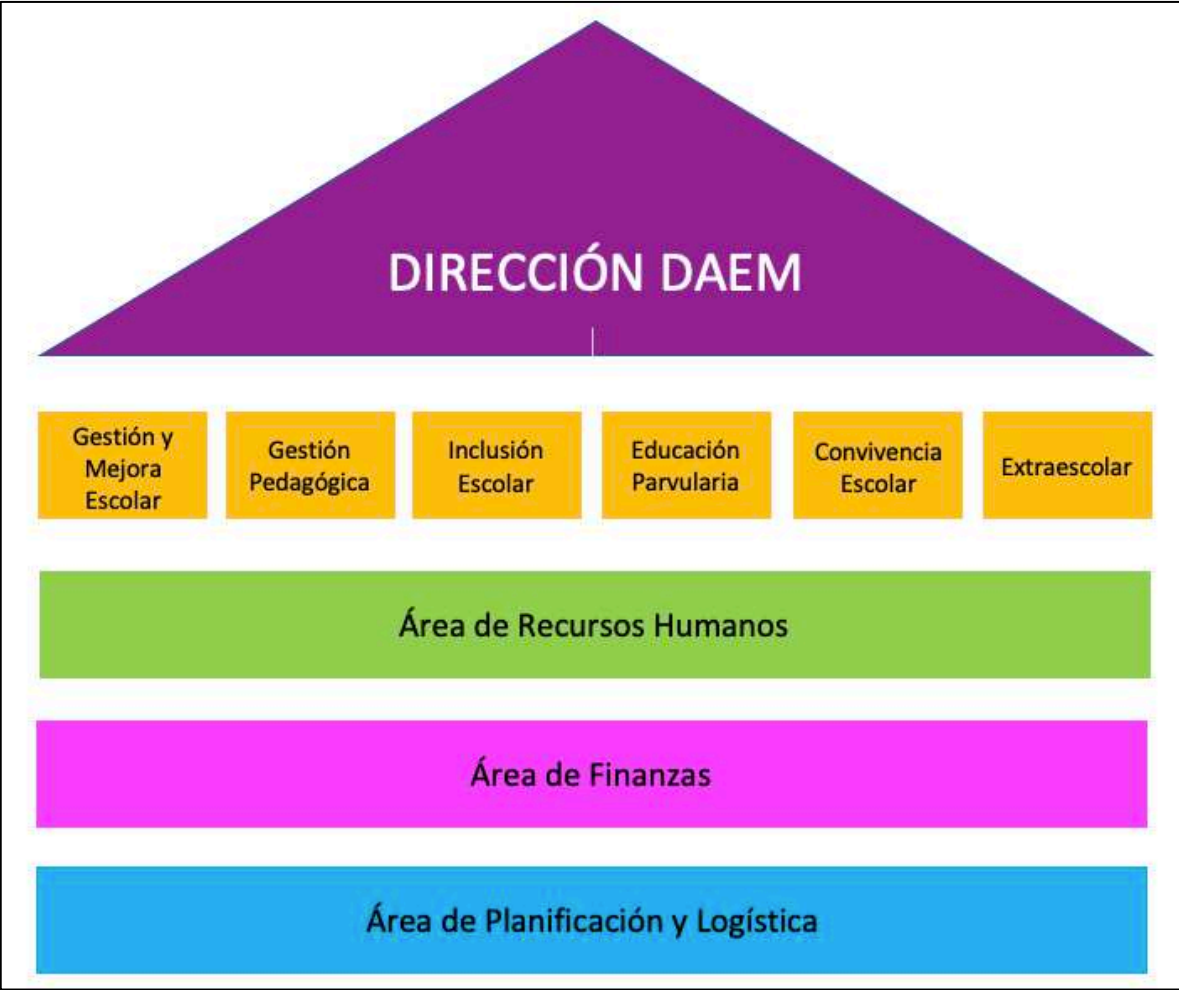 DIRECCIÓN DAEM
Gestión y
Mejora
Escolar
Gestión
Pedagógica
Inclusión
Escolar
Educación
Parvularia
Convivencia
Escolar
Extraescolar
Área de Recursos Humanos
Área de Finanzas
Área de Planificación y Logística